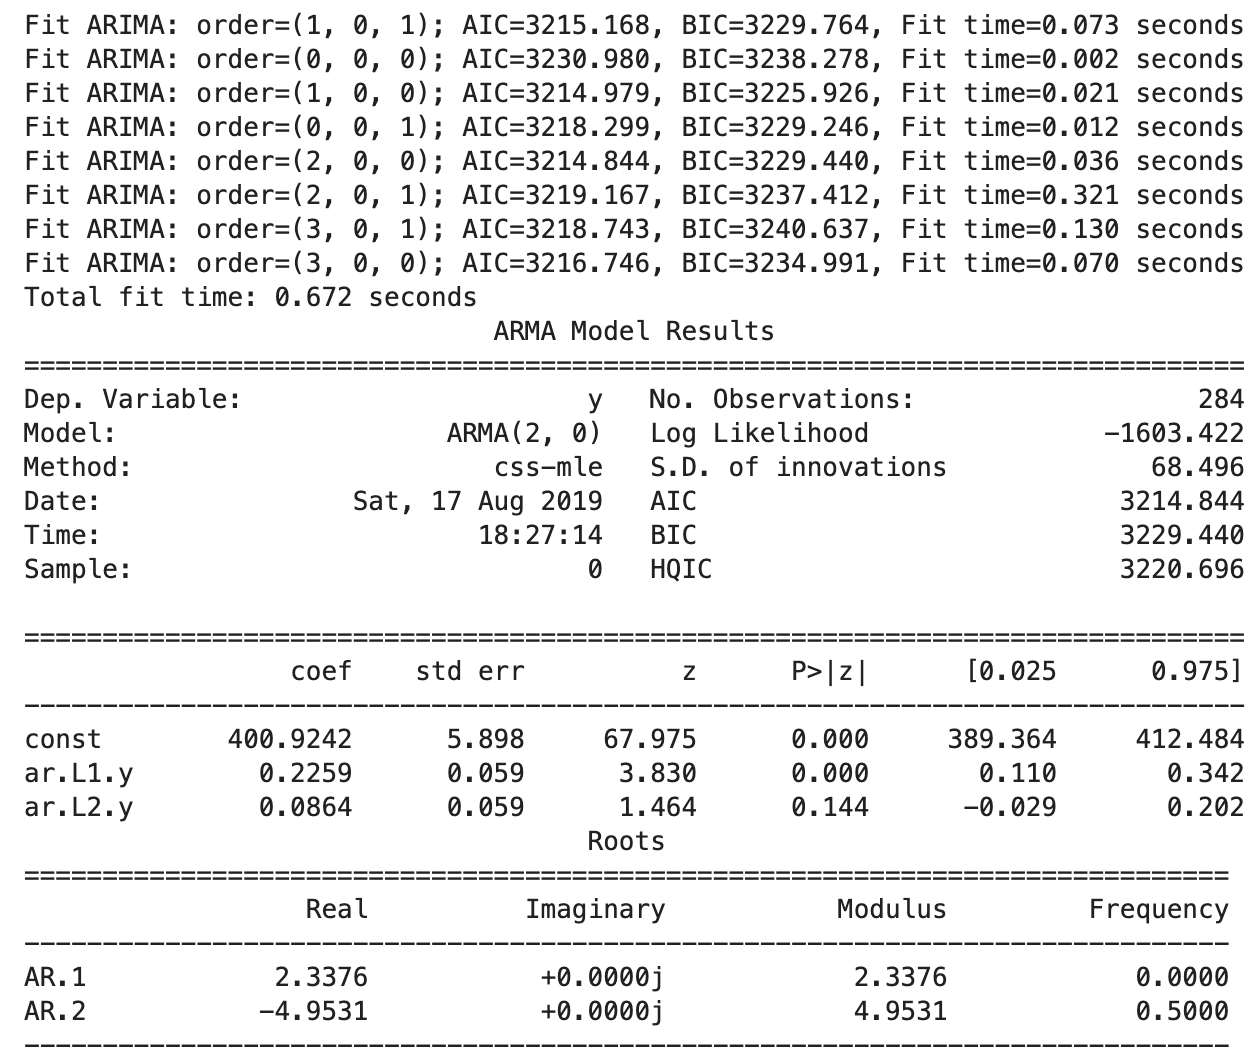 Fit ARIMA: order=(1, 0, 1); AIC=3215.168, BIC=3229.764, Fit time=0.073 seconds
Fit ARIMA: order=(0, 0, 0); AIC=3230.980, BIC=3238.278, Fit time=0.002 seconds
Fit ARIMA: order=(1, 0, 0); AIC=3214.979, BIC=3225.926, Fit time=0.021 seconds
Fit ARIMA: order=(0, 0, 1); AIC=3218.299, BIC=3229.246, Fit time=0.012 seconds
Fit ARIMA: order=(2, 0, 0); AIC=3214.844, BIC=3229.440, Fit time=0.036 seconds
Fit ARIMA: order=(2, 0, 1); AIC=3219.167, BIC=3237.412, Fit time=0.321 seconds
Fit ARIMA: order=(3, 0, 1); AIC=3218.743, BIC=3240.637, Fit time=0.130 seconds
Fit ARIMA: order=(3, 0, 0); AIC=3216.746, BIC=3234.991, Fit time=0.070 seconds
Total fit time: 0.672 seconds
                              ARMA Model Results
==============================================================================
Dep. Variable:                      y   No. Observations:                  284
Model:                     ARMA(2, 0)   Log Likelihood               -1603.422
Method:                       css-mle   S.D. of innovations             68.496
Date:                Sat, 17 Aug 2019   AIC                           3214.844
Time:                        18:27:14   BIC                           3229.440
Sample:                             0   HQIC                          3220.696

==============================================================================
                 coef    std err          z      P>|z|      [0.025      0.975]
------------------------------------------------------------------------------
const        400.9242      5.898     67.975      0.000     389.364     412.484
ar.L1.y        0.2259      0.059      3.830      0.000       0.110       0.342
ar.L2.y        0.0864      0.059      1.464      0.144      -0.029       0.202
                                    Roots
=============================================================================
                  Real          Imaginary           Modulus         Frequency
-----------------------------------------------------------------------------
AR.1            2.3376           +0.0000j            2.3376            0.0000
AR.2           -4.9531           +0.0000j            4.9531            0.5000
-----------------------------------------------------------------------------